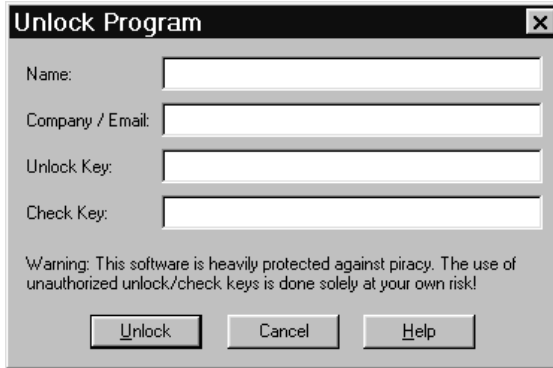 Unlock Program
Name:
Company / Email:
Unlock Key:
Check Key:
Warning: This software is heavily protected against piracy. The use of
unauthorized unlock/check keys is done solely at your own risk!
Unlock Cancel Help